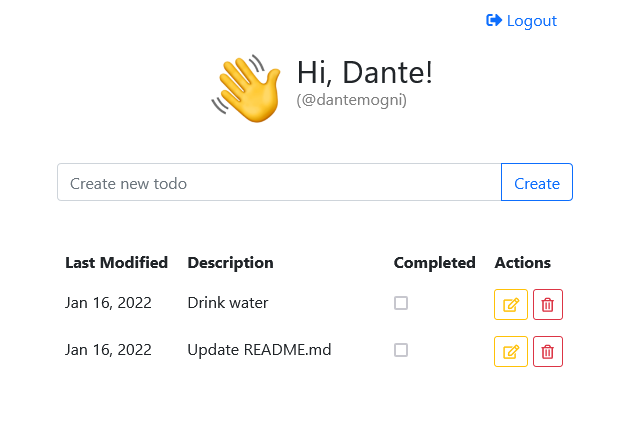 Logout
Hi, Dante!
(@dantemogni)
Create new todo Create
Last Modified Description Completed Actions
Jan 16, 2022 Drink water
Jan 16, 2022 Update README.md